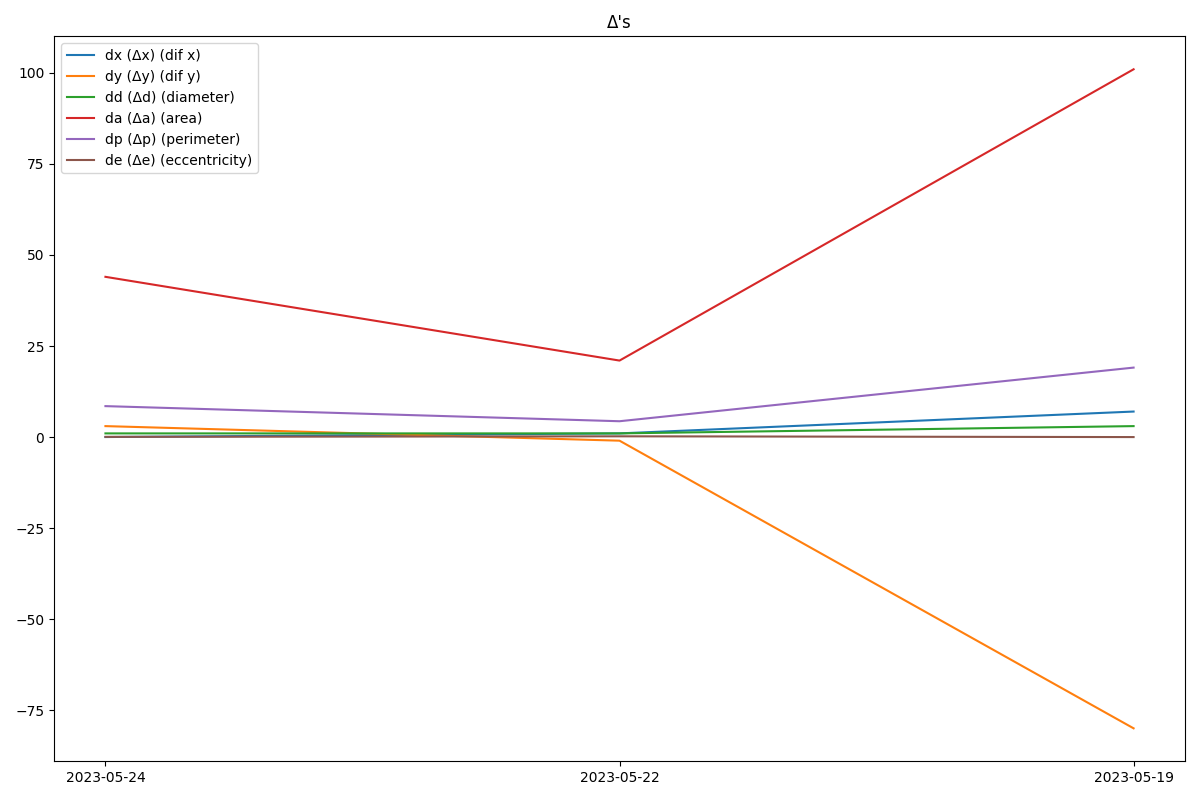 Δ's
dx (Δx) (dif x)
dy (Δy) (dif y)
dd (Δd) (diameter)
da (Δa) (area)
dp (Δp) (perimeter)
de (Δe) (eccentricity)
100
75
50
25
0
−25
−50
−75
2023-05-24 2023-05-22 2023-05-19